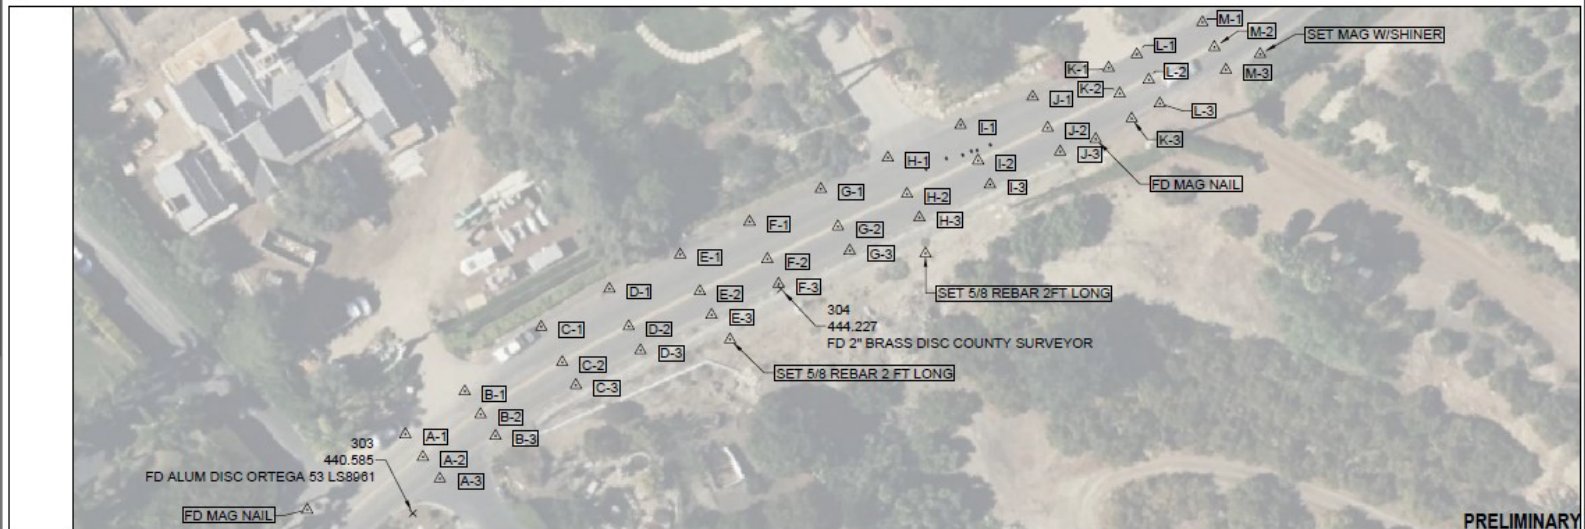 M-1
M-2
SET MAG W/SHINER
L-1
K-1
L-2
M-3
K-2
J-1
L-3
I-1
J-2
K-3
J-3
H-1
I-2
FD MAG NAIL
I-3
G-1
H-2
H-3
F-1
G-2
G-3
E-1
F-2
F-3
SET 5/8 REBAR 2FT LONG
D-1
E-2
304
444.227
FD 2" BRASS DISC COUNTY SURVEYOR
E-3
C-1
D-2
D-3
SET 5/8 REBAR 2 FT LONG
C-2
C-3
B-1
B-2
B-3
A-1
303
440.585
FD ALUM DISC ORTEGA 53 LS8961
A-2
A-3
FD MAG NAIL
PRELIMINARY